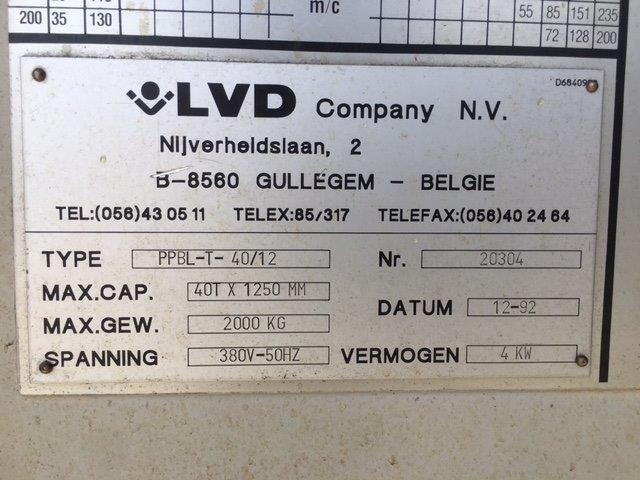 m/c
200 35 130
55 85 151 235
72 128 200
LVD Company N.V.
Nijverheidslaan, 2
B-8560 GULLEGEM - BELGIE
TEL:(056)43 05 11 TELEX:85/317 TELEFAX:(056)40 24 64
TYPE PPBL-T- 40/12 Nr. 20304
MAX.CAP. 40T X 1250 MM
DATUM 12-92
MAX.GEW. 2000 KG
SPANNING 380V-50HZ VERMOGEN 4 KW